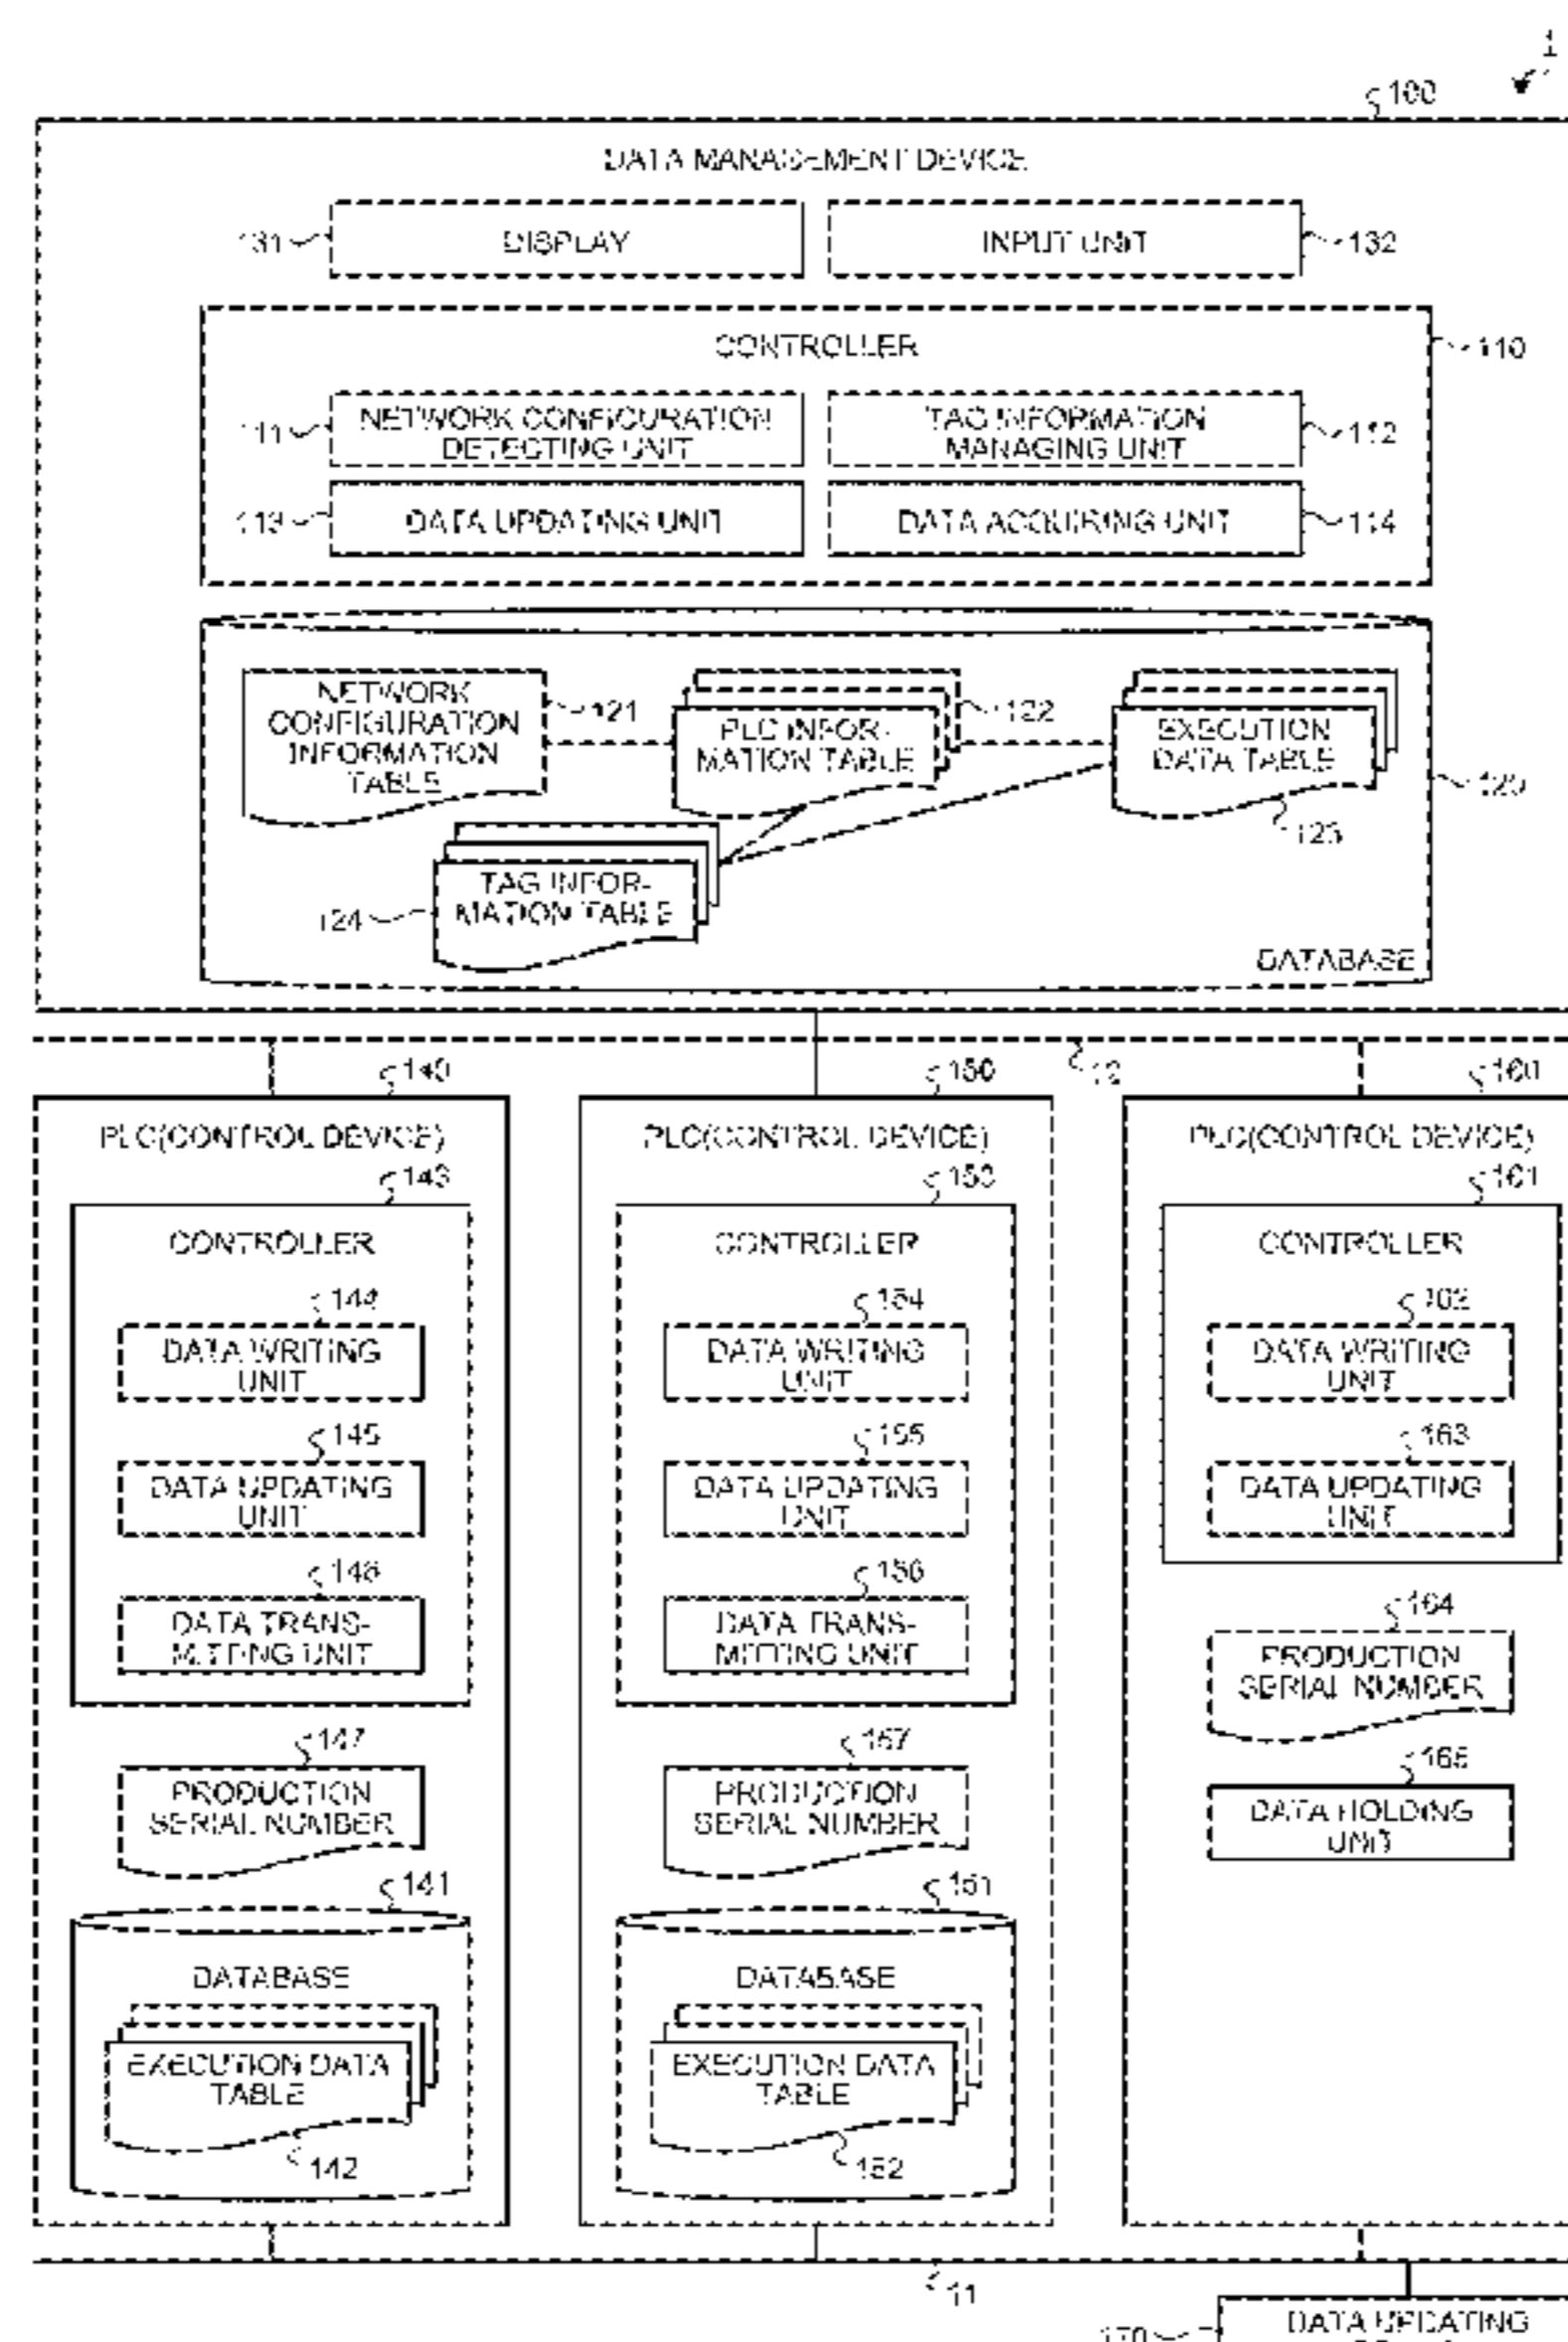 1
100
DATA MANAGEMENT DEVICE
131
DISPLAY
INPUT UNIT
132
CONTROLLER
110
111
NETWORK CONFIGURATION
DETECTING UNIT
TAG INFORMATION
MANAGING UNIT
112
113
DATA UPDATING UNIT
DATA ACQUIRING UNIT
114
NETWORK
CONFIGURATION
INFORMATION
TABLE
121
PLC INFOR-
MATION TABLE
122
EXECUTION
DATA TABLE
123
120
124
TAG INFOR-
MATION TABLE
DATABASE
12
140
PLC(CONTROL DEVICE)
143
CONTROLLER
144
DATA WRITING
UNIT
145
DATA UPDATING
UNIT
146
DATA TRANS-
MITTING UNIT
147
PRODUCTION
SERIAL NUMBER
141
DATABASE
EXECUTION DATA
TABLE
142
150
PLC(CONTROL DEVICE)
153
CONTROLLER
154
DATA WRITING
UNIT
155
DATA UPDATING
UNIT
156
DATA TRANS-
MITTING UNIT
157
PRODUCTION
SERIAL NUMBER
151
DATABASE
EXECUTION DATA
TABLE
152
160
PLC(CONTROL DEVICE)
161
CONTROLLER
162
DATA WRITING
UNIT
163
DATA UPDATING
UNIT
164
PRODUCTION
SERIAL NUMBER
165
DATA HOLDING
UNIT
11
170
DATA UPDATING